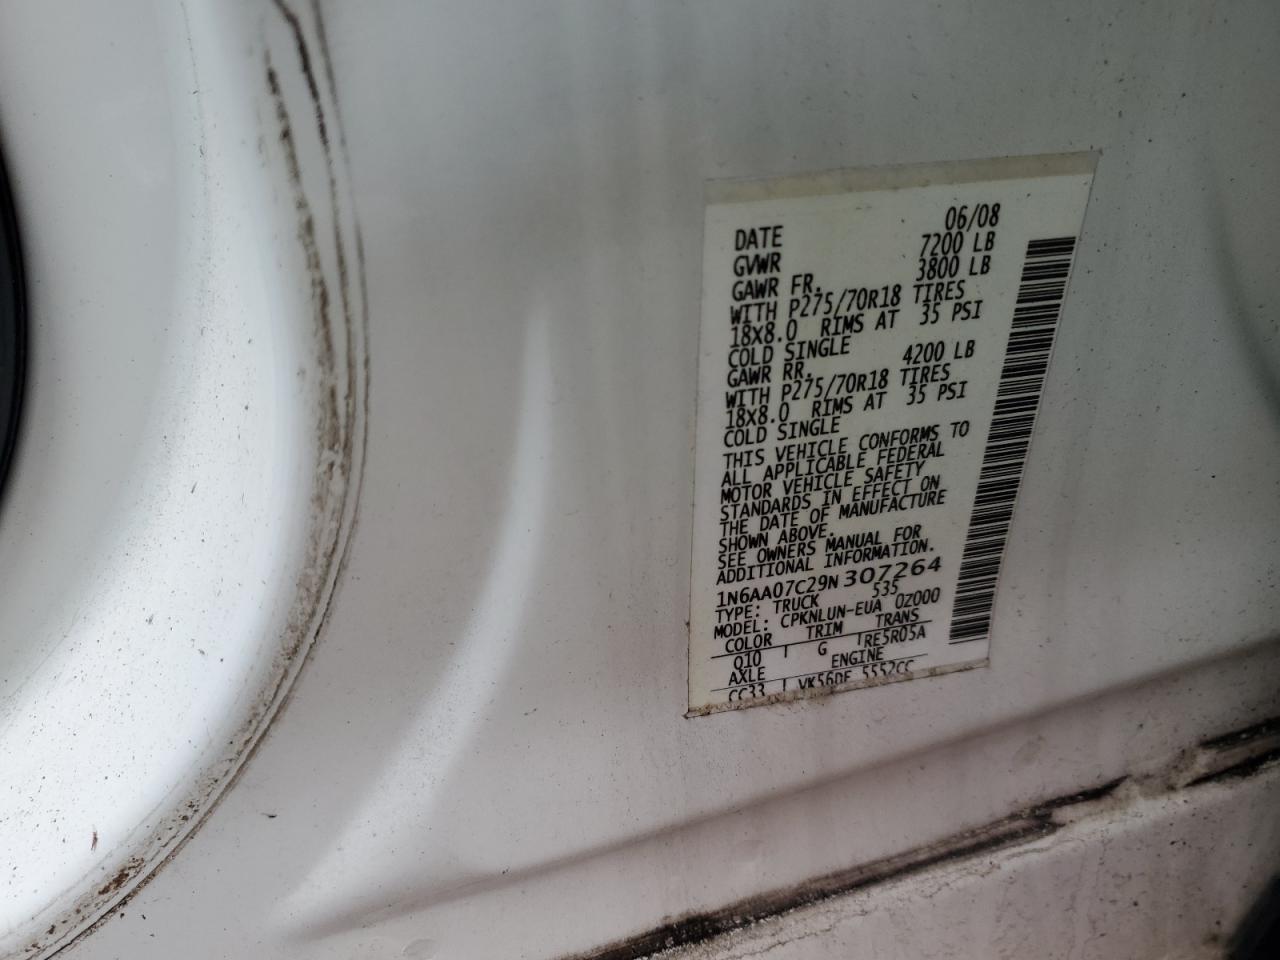 DATE 06/08
GVWR 7200 LB
GAWR FR. 3800 LB
WITH P275/70R18 TIRES
18X8.0 RIMS AT 35 PSI
COLD SINGLE
GAWR RR. 4200 LB
WITH P275/70R18 TIRES
18X8.0 RIMS AT 35 PSI
COLD SINGLE
THIS VEHICLE CONFORMS TO
ALL APPLICABLE FEDERAL
MOTOR VEHICLE SAFETY
STANDARDS IN EFFECT ON
THE DATE OF MANUFACTURE
SHOWN ABOVE.
SEE OWNERS MANUAL FOR
ADDITIONAL INFORMATION.
1N6AA07C29N307264
TYPE: TRUCK 535
MODEL: CPKNLUN-EUA 0Z000
COLOR TRIM TRANS
Q10 G RE5R05A
AXLE ENGINE
CC33 VK56DE 5552CC